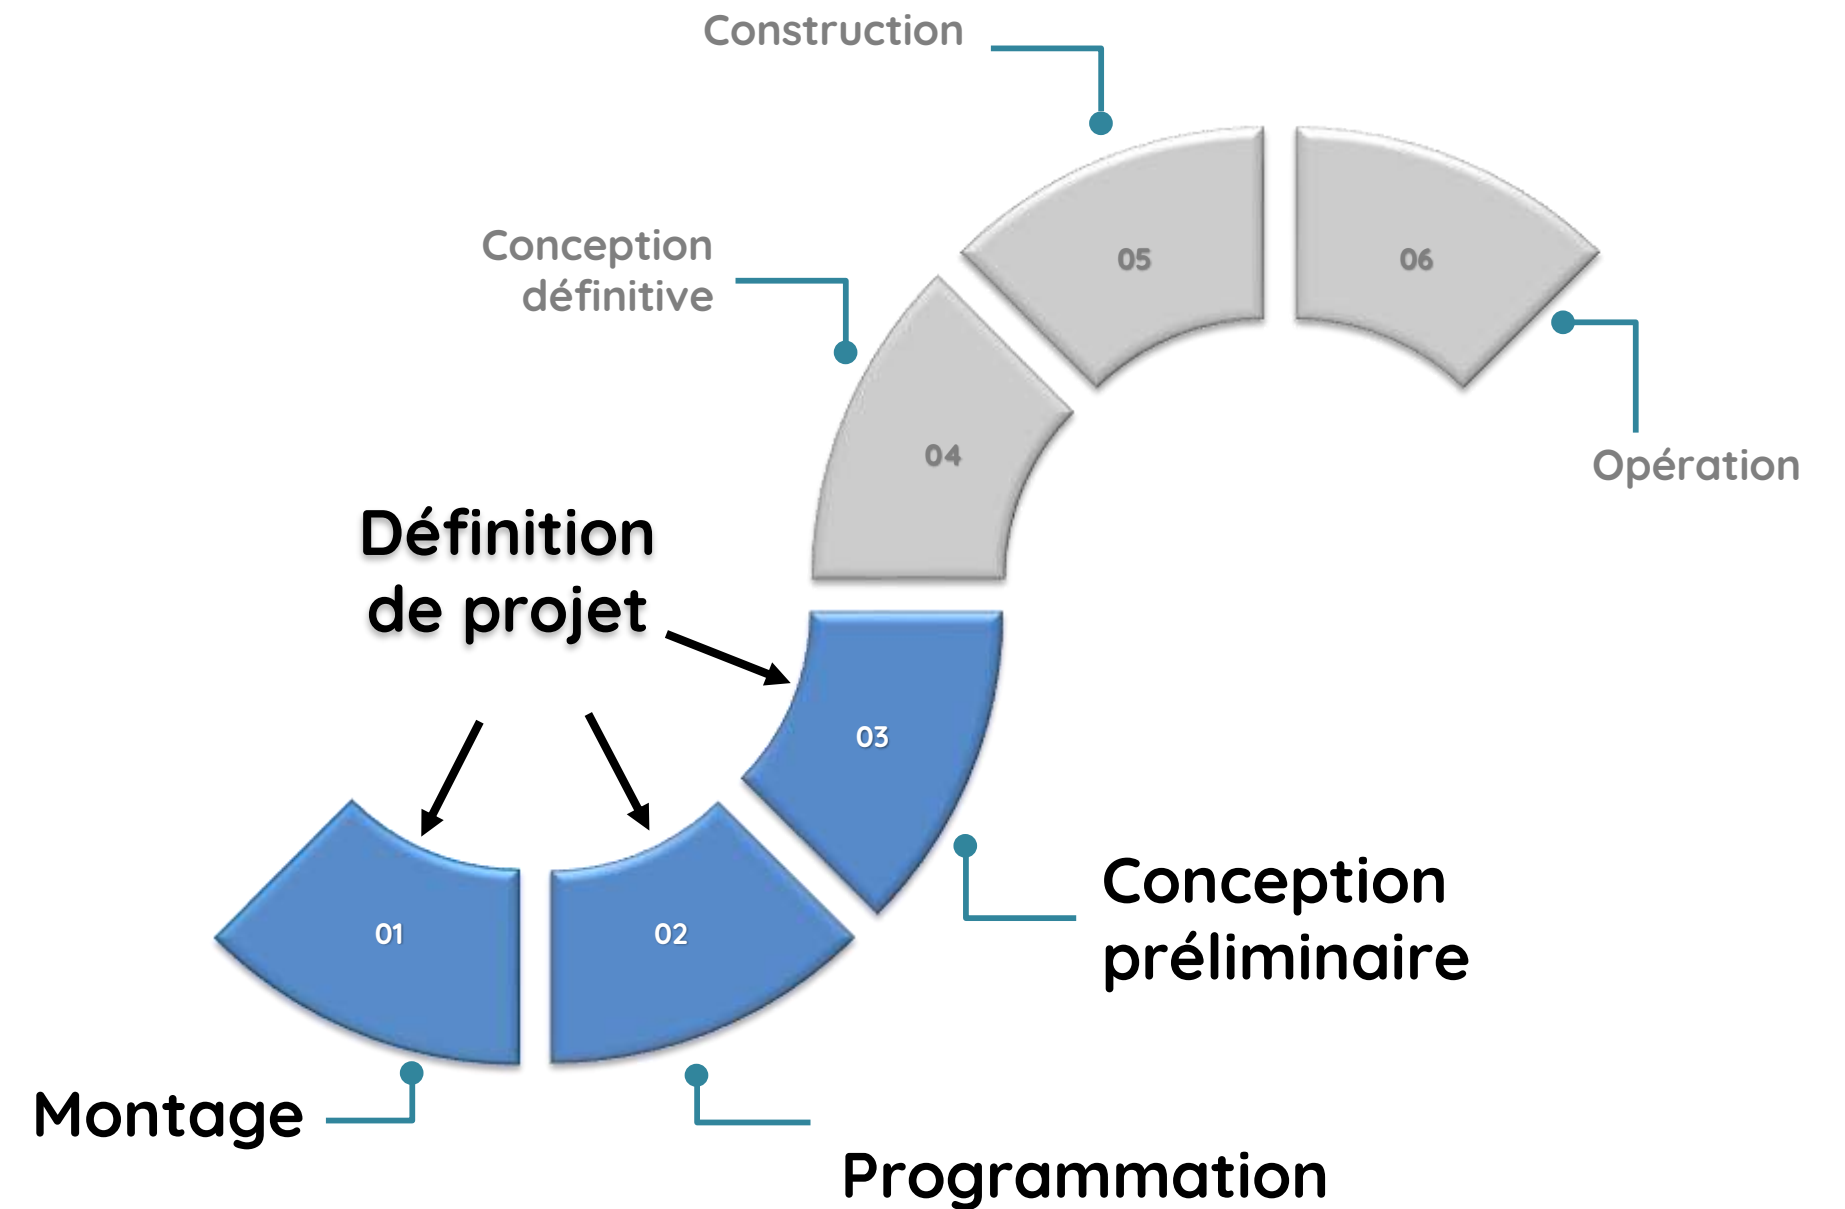 Construction
05
06
Conception
définitive
04
Opération
Définition
de projet
03
Conception
préliminaire
01
02
Montage
Programmation